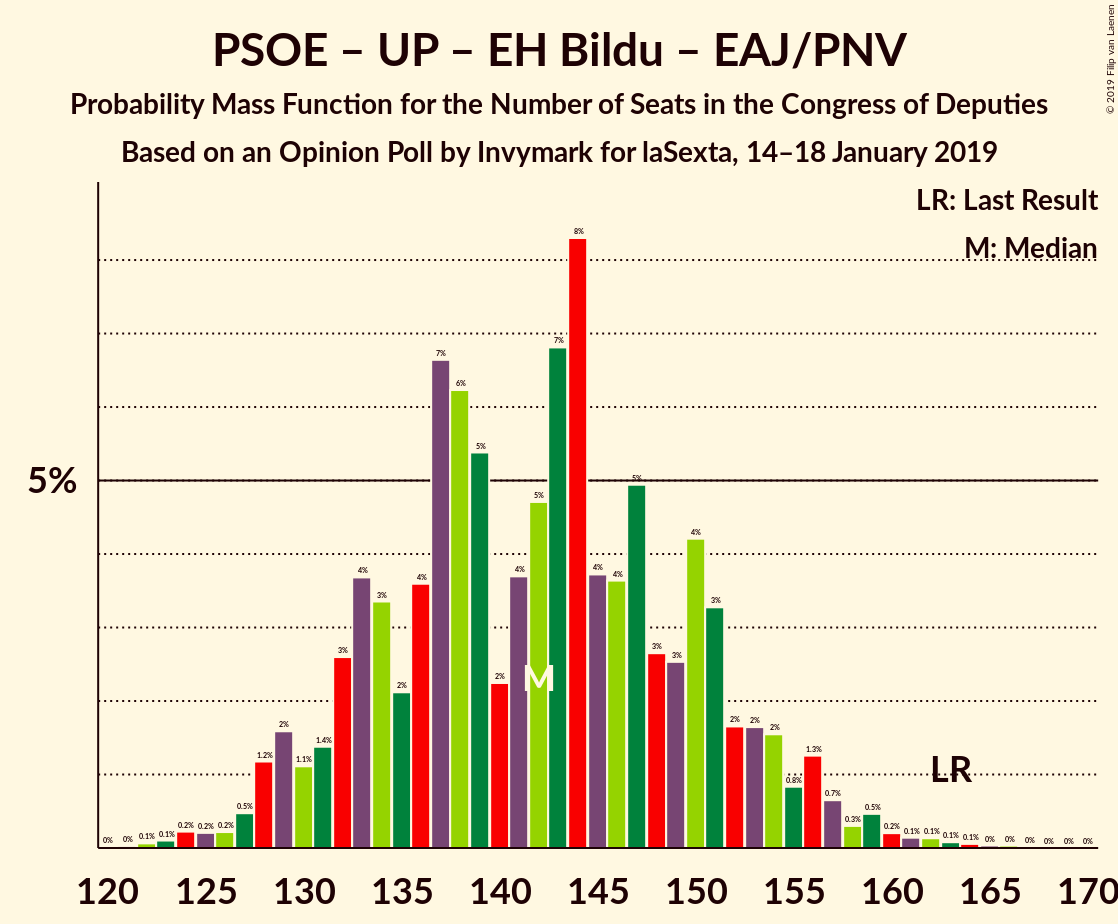 PSOE – UP – EH Bildu – EAJ/PNV
Probability Mass Function for the Number of Seats in the Congress of Deputies
Based on an Opinion Poll by Invymark for laSexta, 14–18 January 2019
© 2019 Filip van Laenen
LR: Last Result
M: Median
5%
0% 0% 0.1% 0.1% 0.2% 0.2% 0.2% 0.5% 1.2% 2% 1.1% 1.4% 3% 4% 3% 2% 4% 7% 6% 5% 2% 4% 5% 7% 8% 4% 4% 5% 3% 3% 4% 3% 2% 2% 2% 0.8% 1.3% 0.7% 0.3% 0.5% 0.2% 0.1% 0.1% 0.1% 0.1% 0% 0% 0% 0% 0% 0%
M
LR
120 125 130 135 140 145 150 155 160 165 170